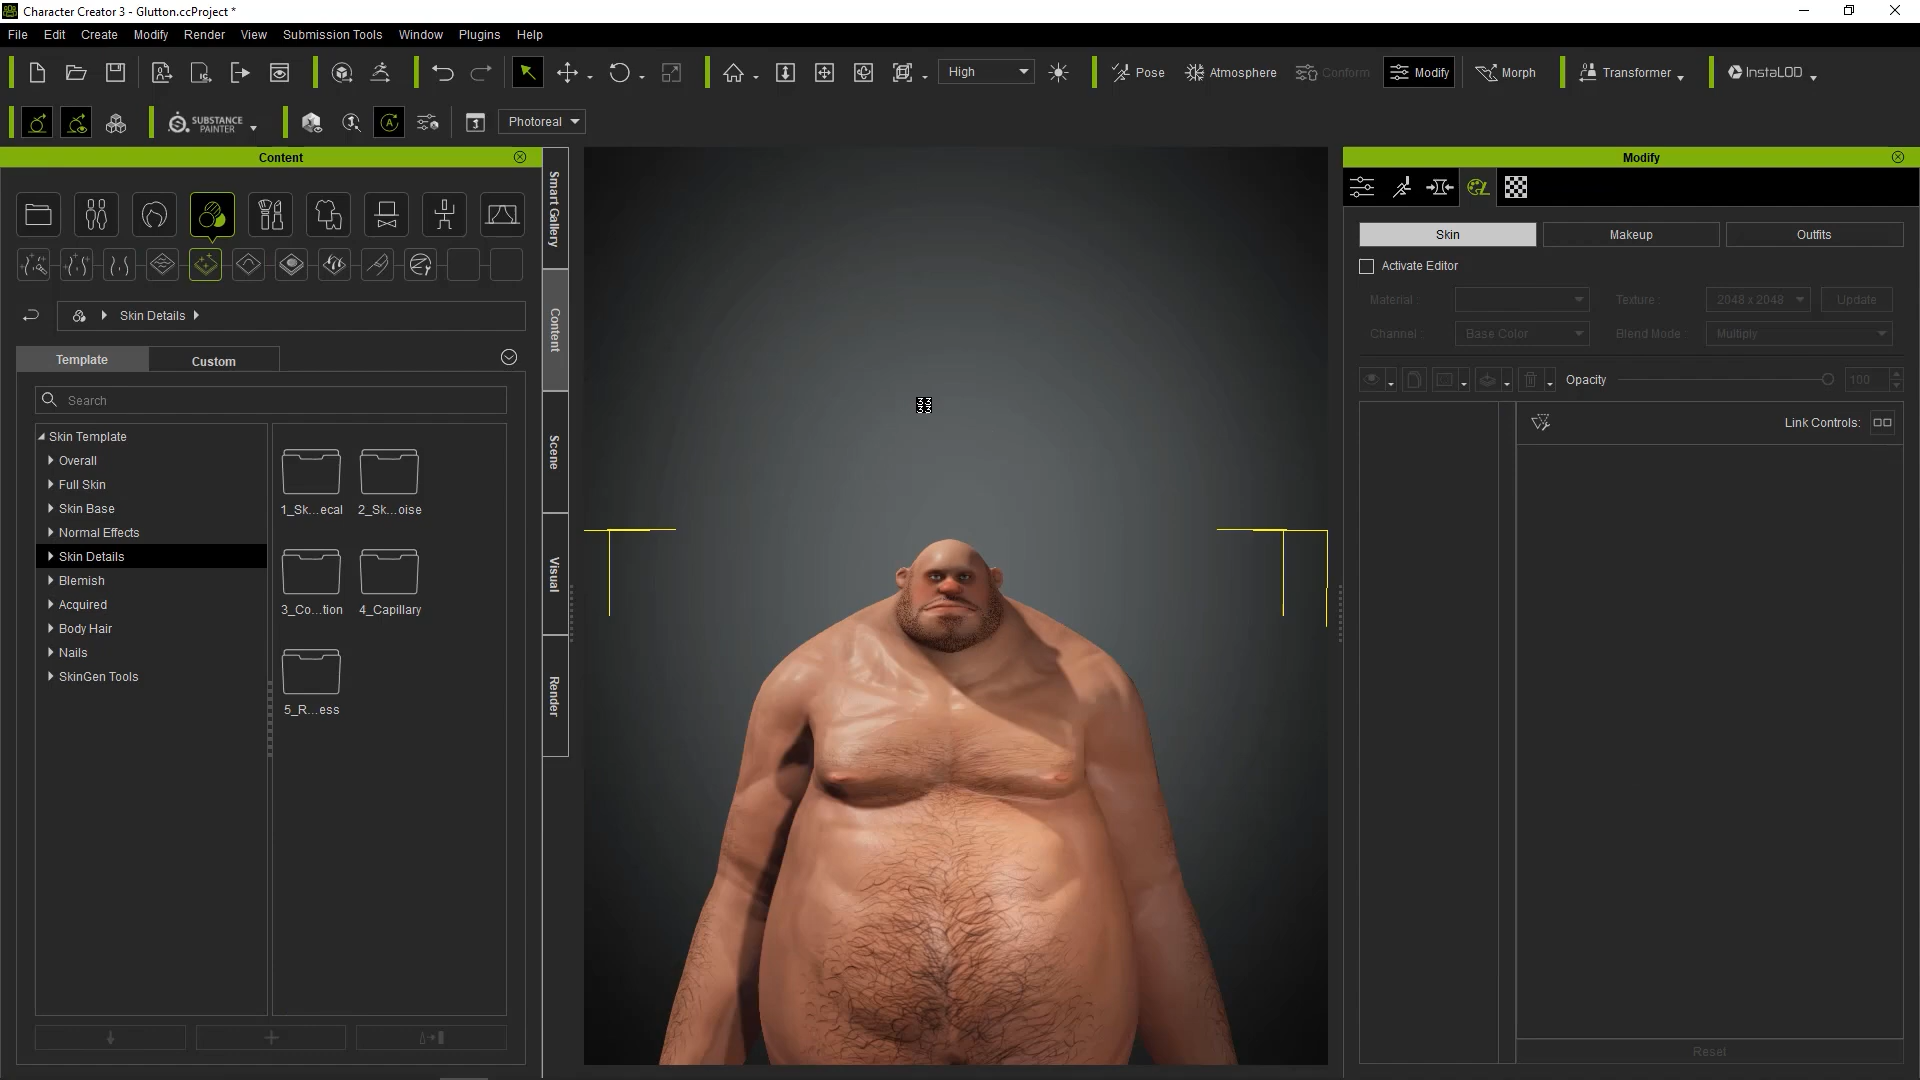 Character Creator 3 - Glutton.ccProject *
File Edit Create Modify Render View Submission Tools Window Plugins Help
High Pose Atmosphere Conform Modify Morph Transformer InstaLOD
SUBSTANCE PAINTER Photoreal
Content
Smart Gallery
Content
Scene
Visual
Render
Skin Details
Template Custom
Search
Skin Template
Overall
Full Skin
Skin Base
Normal Effects
Skin Details
Blemish
Acquired
Body Hair
Nails
SkinGen Tools
1_Sk...ecal 2_Sk...oise
3_Co...tion 4_Capillary
5_R...ess
Modify
Skin Makeup Outfits
Activate Editor
Material : Texture : 2048 x 2048 Update
Channel : Base Color Blend Mode : Multiply
Opacity 100
Link Controls:
Reset